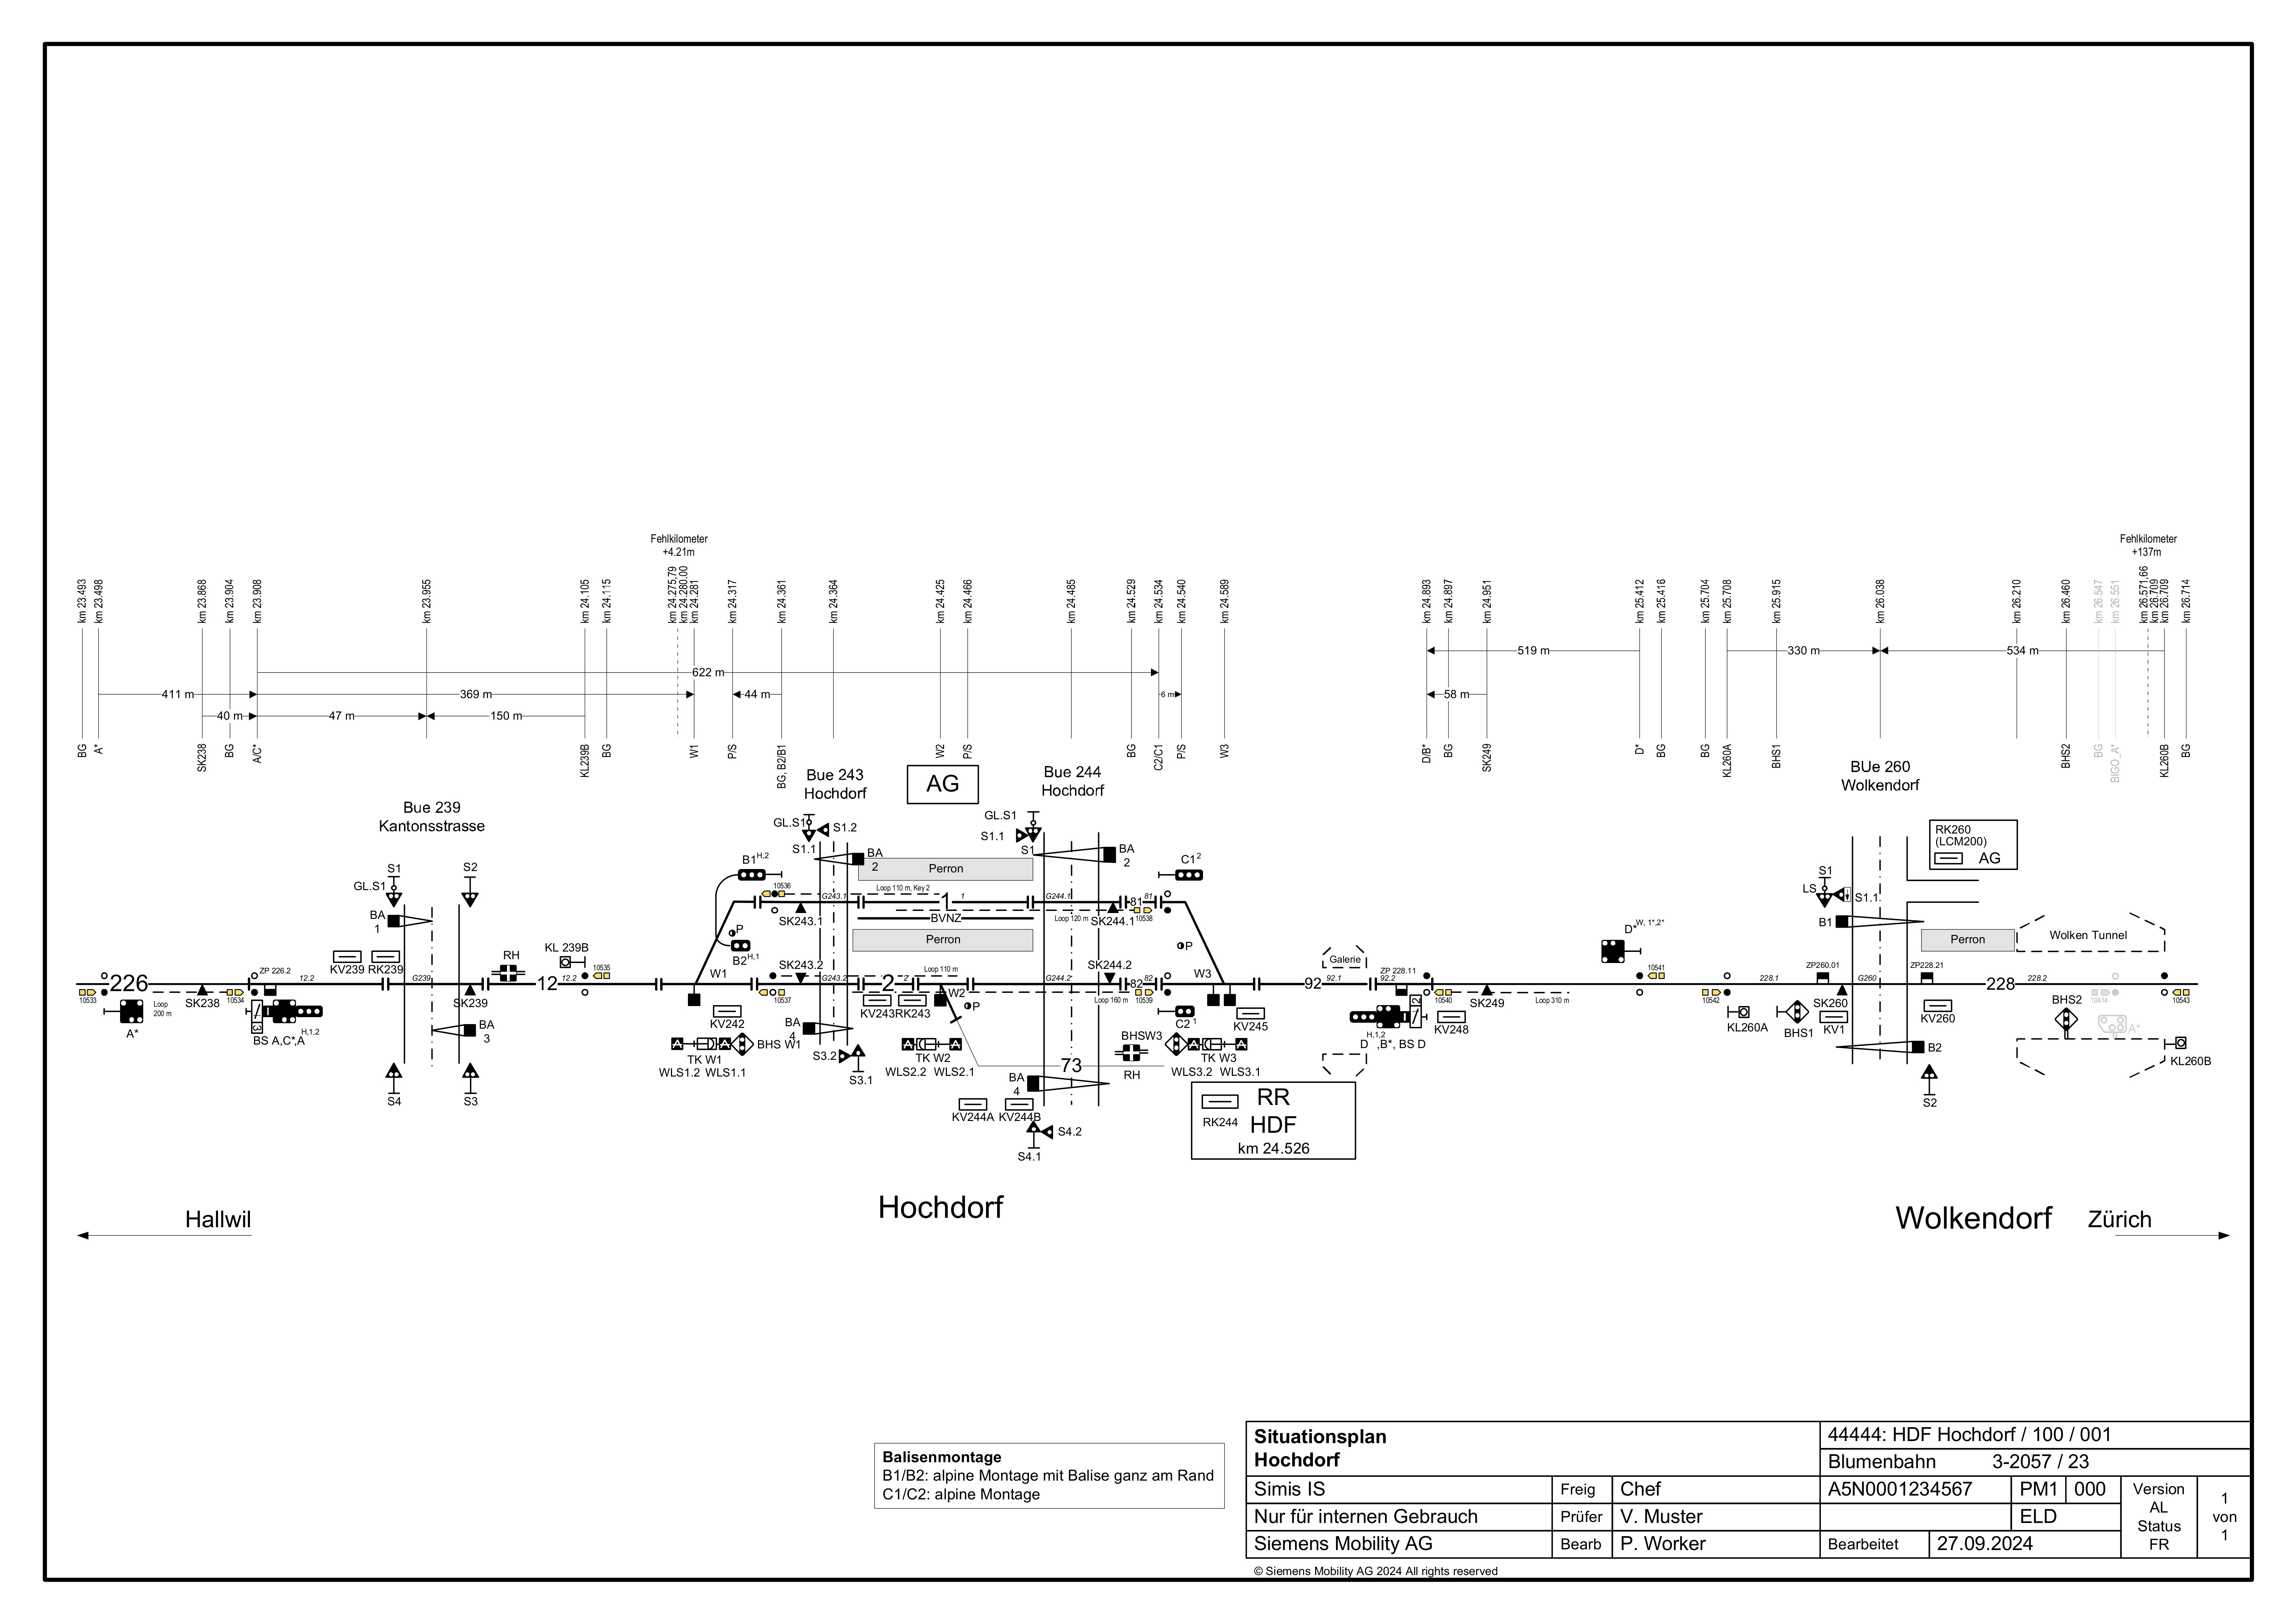 Fehlkilometer
+4.21m
Fehlkilometer
+137m
km 23.493
km 23.498
km 23.868
km 23.904
km 23.908
km 23.955
km 24.105
km 24.115
km 24.275.79
km 24.280.00
km 24.281
km 24.317
km 24.361
km 24.364
km 24.425
km 24.466
km 24.485
km 24.529
km 24.534
km 24.540
km 24.589
km 24.893
km 24.897
km 24.951
km 25.412
km 25.416
km 25.704
km 25.708
km 25.915
km 26.038
km 26.210
km 26.460
km 26.547
km 26.551
km 26.571,66
km 26.709
km 26.709
km 26.714
519 m
330 m
534 m
622 m
411 m
369 m
44 m
6 m
58 m
40 m
47 m
150 m
BG
A*
SK238
BG
A/C*
KL239B
BG
W1
P/S
BG, B2/B1
W2
P/S
BG
C2/C1
P/S
W3
D/B*
BG
SK249
D*
BG
BG
KL260A
BHS1
BHS2
BG
BIGO_A*
KL260B
BG
Bue 239
Kantonsstrasse
Bue 243
Hochdorf
AG
Bue 244
Hochdorf
BUe 260
Wolkendorf
GL.S1
S1.2
S1.1
BA
2
GL.S1
S1.1
S1
BA
2
RK260
(LCM200)
AG
S1
GL.S1
S2
BA
1
B1H,2
Perron
Perron
C1 2
S1
LS
S1.1
B1
10536
Loop 110 m, Key 2
G243.1
1
1
G244.1
81
81
SK243.1
BVNZ
Loop 120 m
SK244.1
10538
P
B2H,1
Perron
P
Galerie
D*W, 1*,2*
Perron
Wolken Tunnel
KV239
RK239
RH
KL 239B
226
ZP 226.2
12.2
G239
12
12.2
10535
W1
SK243.2
Loop 110 m
G243.2
2
2
G244.2
SK244.2
82
82
W3
92
92.1
ZP 228.11
92.2
10541
228.1
ZP260.01
G260
ZP228.21
228
228.2
10533
Loop
200 m
SK238
10534
SK239
10537
W2
Loop 160 m
10539
10540
SK249
Loop 310 m
10542
SK260
10414
10543
A*
BS A,C*,A
H,1,2
3
BA
3
KV242
KV243
RK243
P
C2 1
KV245
2
H,1,2
D ,B*, BS D
KV248
KL260A
BHS1
KV1
KV260
BHS2
A*
BA
4
BHS W1
TK W1
WLS1.2 WLS1.1
S3.2
S3.1
TK W2
WLS2.2 WLS2.1
BHSW3
RH
TK W3
WLS3.2 WLS3.1
B2
KL260B
73
S4
S3
BA
4
KV244A
KV244B
S4.2
S4.1
RR
RK244
HDF
km 24.526
S2
Hallwil
Hochdorf
Wolkendorf
Zürich
Balisenmontage
B1/B2: alpine Montage mit Balise ganz am Rand
C1/C2: alpine Montage
Situationsplan
Hochdorf
44444: HDF Hochdorf / 100 / 001
Blumenbahn 3-2057 / 23
Simis IS
Freig
Chef
A5N0001234567
PM1
000
Version
AL
Status
FR
1
von
1
Nur für internen Gebrauch
Prüfer
V. Muster
ELD
Siemens Mobility AG
Bearb
P. Worker
Bearbeitet
27.09.2024
© Siemens Mobility AG 2024 All rights reserved